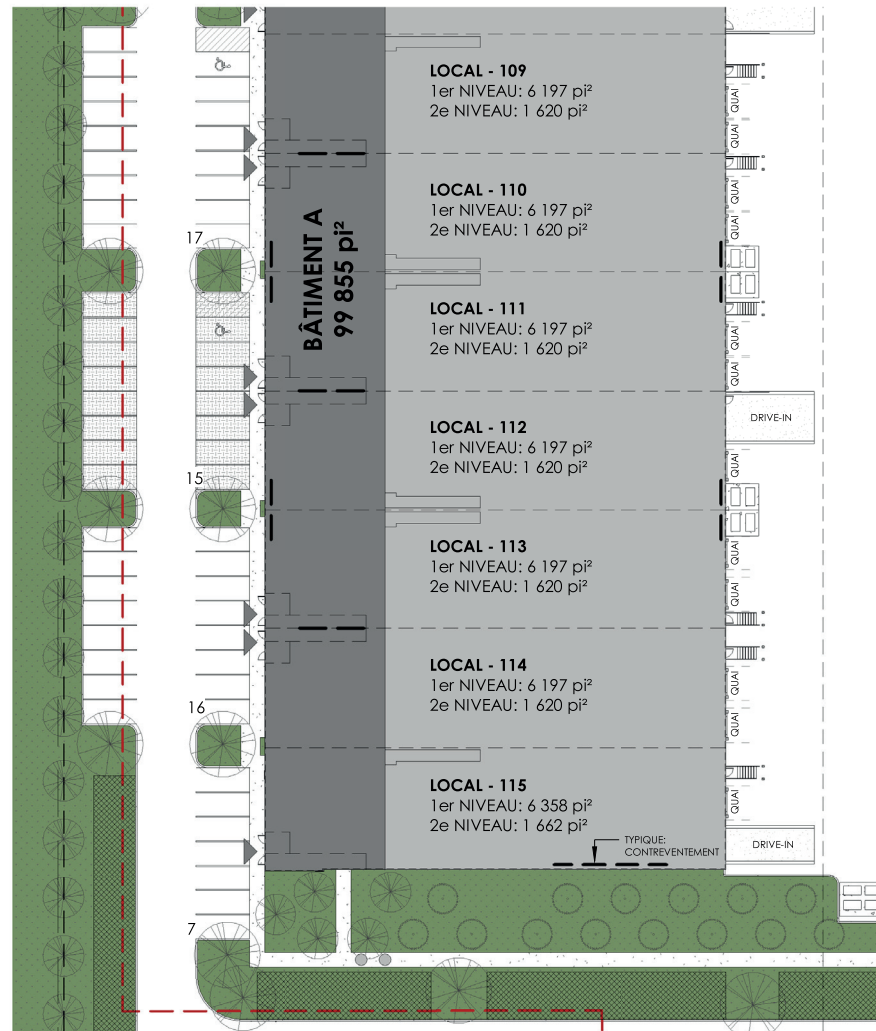 LOCAL - 109
1er NIVEAU: 6 197 pi²
2e NIVEAU: 1 620 pi²
QUAI
QUAI
LOCAL - 110
1er NIVEAU: 6 197 pi²
2e NIVEAU: 1 620 pi²
QUAI
QUAI
17
BÂTIMENT A
99 855 pi²
LOCAL - 111
1er NIVEAU: 6 197 pi²
2e NIVEAU: 1 620 pi²
QUAI
QUAI
DRIVE-IN
LOCAL - 112
1er NIVEAU: 6 197 pi²
2e NIVEAU: 1 620 pi²
QUAI
15
LOCAL - 113
1er NIVEAU: 6 197 pi²
2e NIVEAU: 1 620 pi²
QUAI
QUAI
LOCAL - 114
1er NIVEAU: 6 197 pi²
2e NIVEAU: 1 620 pi²
QUAI
QUAI
16
LOCAL - 115
1er NIVEAU: 6 358 pi²
2e NIVEAU: 1 662 pi²
QUAI
TYPIQUE:
CONTREVENTEMENT
DRIVE-IN
7